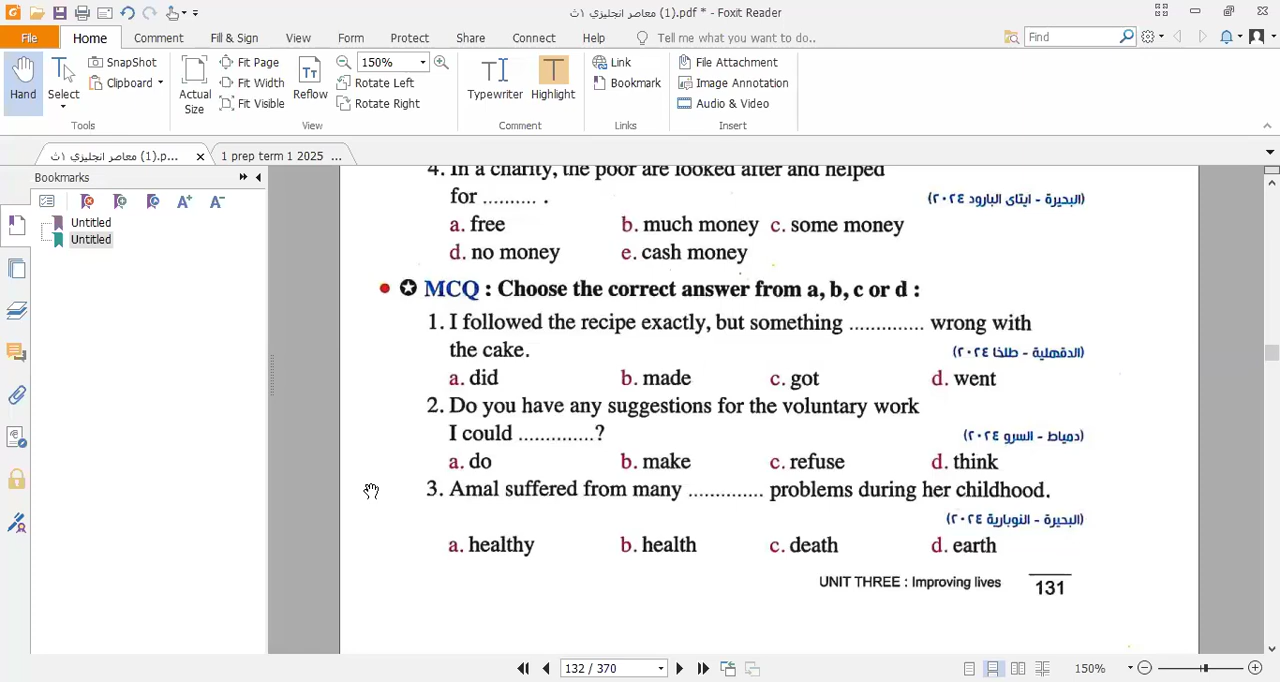 معاصر انجليزي ١ث (1).pdf * - Foxit Reader
File Home Comment Fill & Sign View Form Protect Share Connect Help Tell me what you want to do.. Find
Hand Select SnapShot Clipboard Actual Size Fit Page Fit Width Fit Visible Reflow 150% Rotate Left Rotate Right Typewriter Highlight Link Bookmark File Attachment Image Annotation Audio & Video
Tools View Comment Links Insert
معاصر انجليزي ١ث (1).p... 1 prep term 1 2025 ...
Bookmarks
Untitled
Untitled
4. In a charity, the poor are looked after and helped
for .......... .
(البحيرة - ايتاى البارود ٢٠٢٤)
a. free b. much money c. some money
d. no money e. cash money
MCQ : Choose the correct answer from a, b, c or d :
1. I followed the recipe exactly, but something .............. wrong with
the cake.
(الدقهلية - طلخا ٢٠٢٤)
a. did b. made c. got d. went
2. Do you have any suggestions for the voluntary work
I could ..............?
(دمياط - السرو ٢٠٢٤)
a. do b. make c. refuse d. think
3. Amal suffered from many .............. problems during her childhood.
(البحيرة - النوبارية ٢٠٢٤)
a. healthy b. health c. death d. earth
UNIT THREE : Improving lives 131
132 / 370 150%